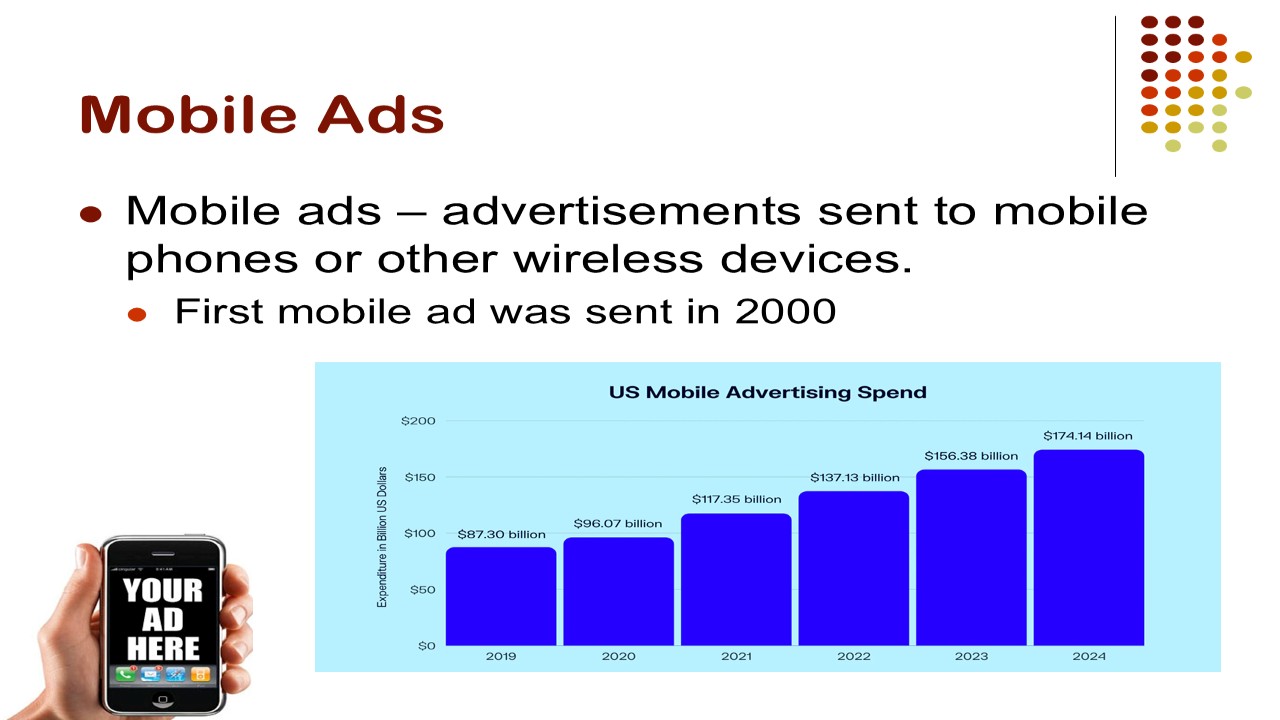 Mobile Ads
Mobile ads – advertisements sent to mobile
phones or other wireless devices.
First mobile ad was sent in 2000
US Mobile Advertising Spend
Expenditure in Billion US Dollars
$200
$150
$100
$50
$0
$87.30 billion
$96.07 billion
$117.35 billion
$137.13 billion
$156.38 billion
$174.14 billion
2019
2020
2021
2022
2023
2024
9:41 AM
YOUR
AD
HERE